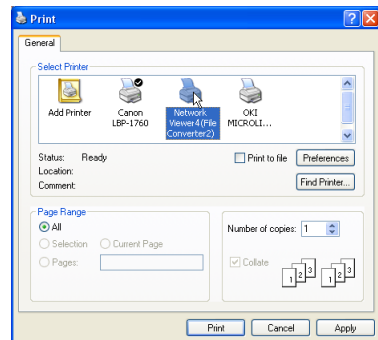 Print
General
Select Printer
Add Printer
Canon LBP-1760
Network Viewer4(File Converter2)
OKI MICROLI...
Status: Ready
Location:
Comment:
Print to file
Preferences
Find Printer...
Page Range
All
Selection
Current Page
Pages:
Number of copies: 1
Collate
1 2 3
1 2 3
Print
Cancel
Apply